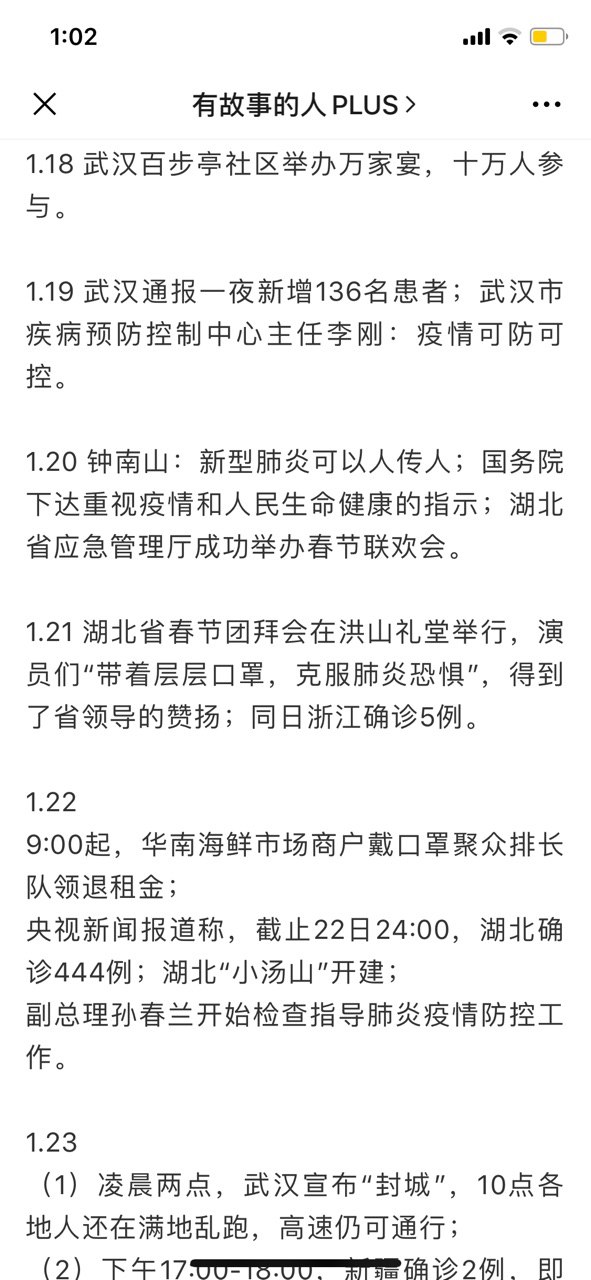 1:02
有故事的人PLUS
1.18 武汉百步亭社区举办万家宴，十万人参
与。
1.19 武汉通报一夜新增136名患者；武汉市
疾病预防控制中心主任李刚：疫情可防可
控。
1.20 钟南山：新型肺炎可以人传人；国务院
下达重视疫情和人民生命健康的指示；湖北
省应急管理厅成功举办春节联欢会。
1.21 湖北省春节团拜会在洪山礼堂举行，演
员们“带着层层口罩，克服肺炎恐惧”，得到
了省领导的赞扬；同日浙江确诊5例。
1.22
9:00起，华南海鲜市场商户戴口罩聚众排长
队领退租金；
央视新闻报道称，截止22日24:00，湖北确
诊444例；湖北“小汤山”开建；
副总理孙春兰开始检查指导肺炎疫情防控工
作。
1.23
（1）凌晨两点，武汉宣布“封城”，10点各
地人还在满地乱跑，高速仍可通行；
（2）下午17:00-18:00，新疆确诊2例，即